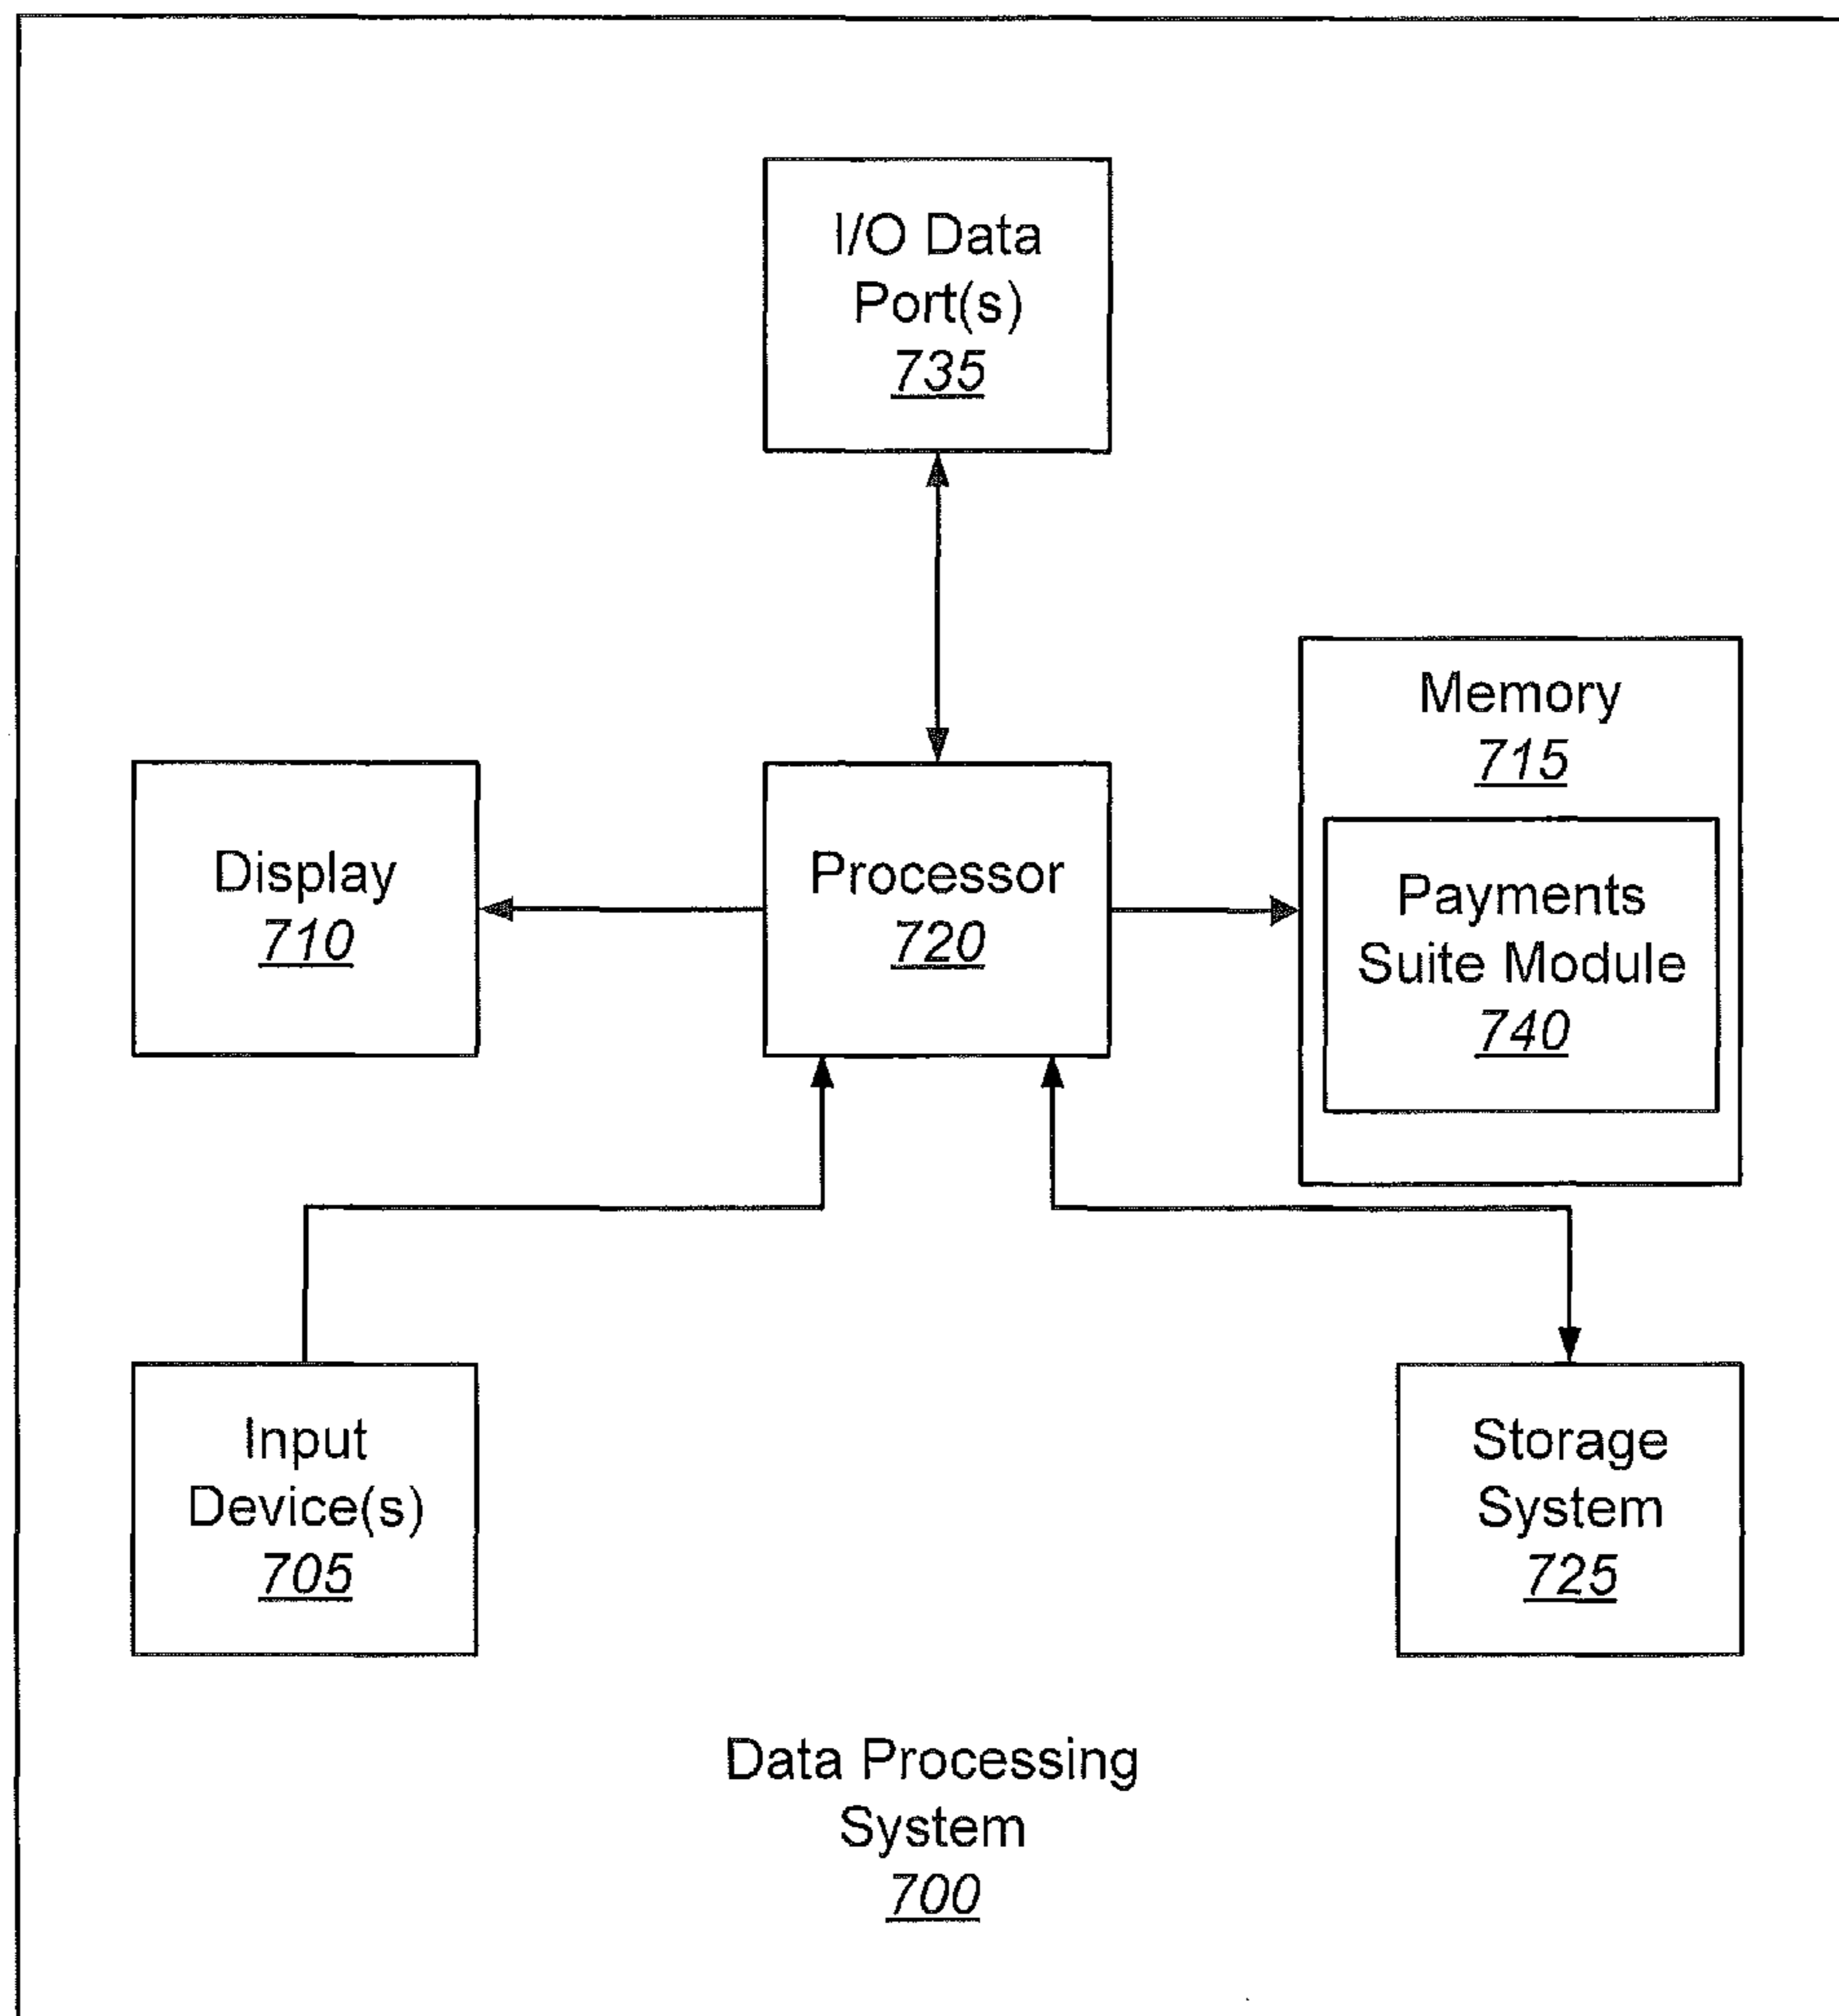 I/O Data
Port(s)
735
Memory
715
Display
710
Processor
720
Payments
Suite Module
740
Input
Device(s)
705
Storage
System
725
Data Processing
System
700